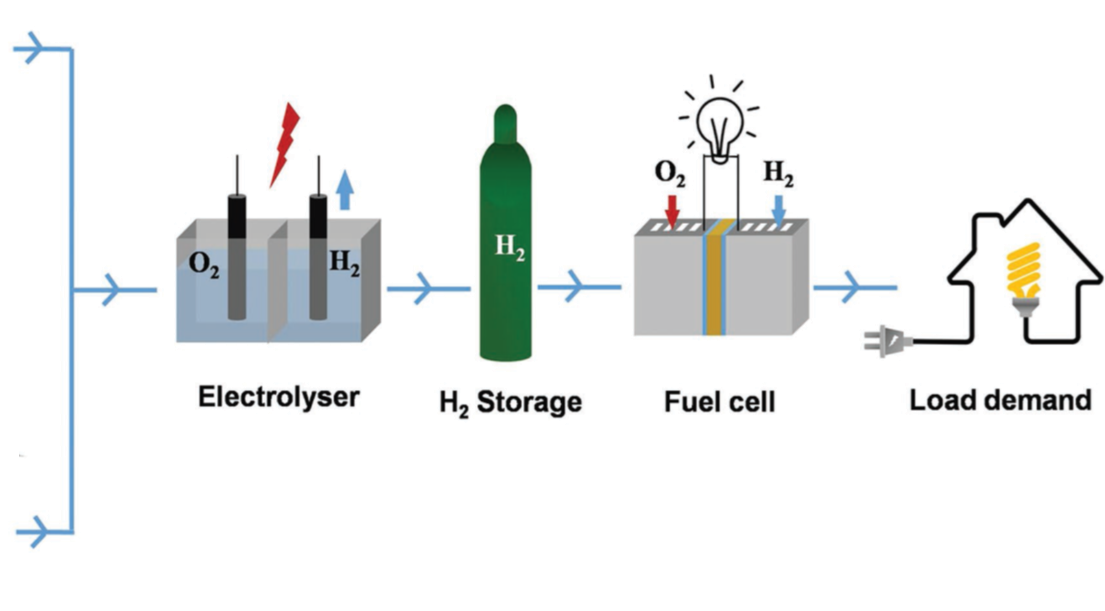 O₂
H₂
H₂
O₂
H₂
Electrolyser
H₂ Storage
Fuel cell
Load demand